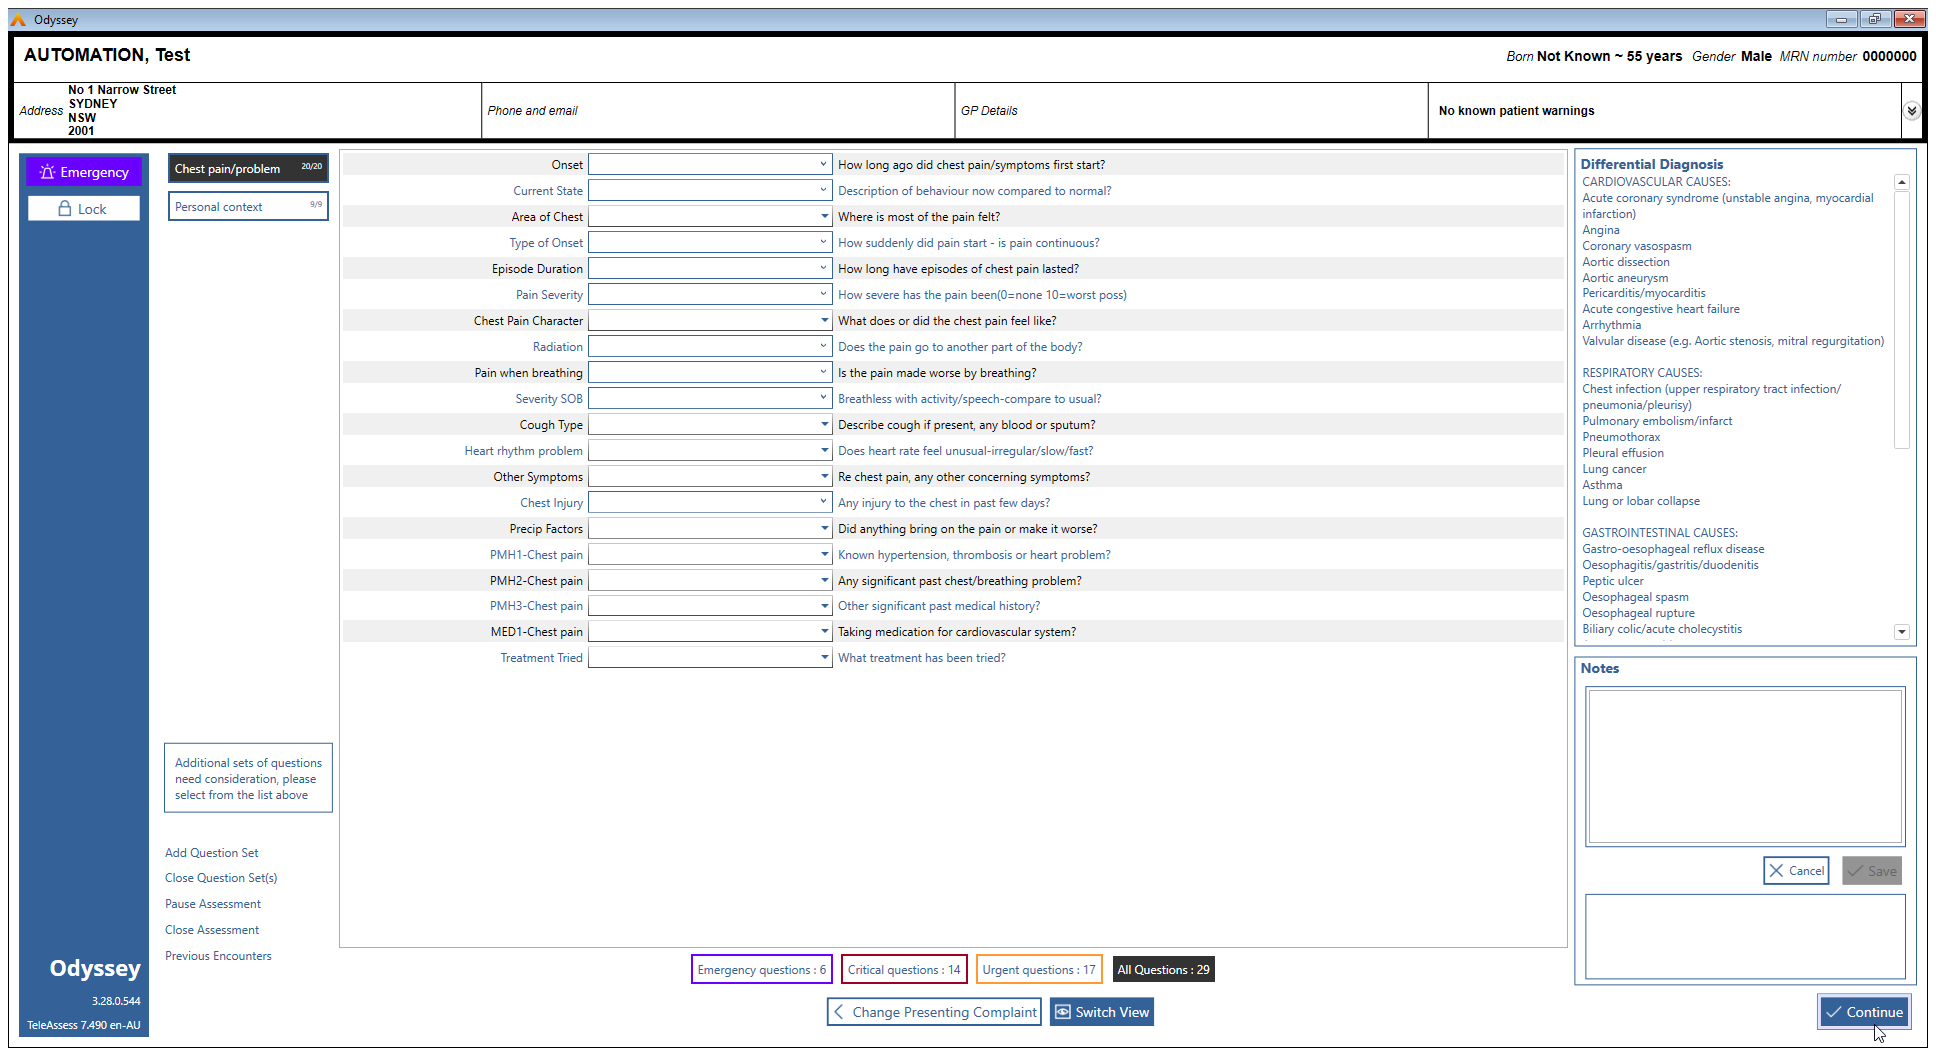 Odyssey
AUTOMATION, Test
Born Not Known ~ 55 years Gender Male MRN number 0000000
Address
No 1 Narrow Street
SYDNEY
NSW
2001
Phone and email
GP Details
No known patient warnings
Emergency
Lock
Chest pain/problem 20/20
Personal context 9/9
Onset How long ago did chest pain/symptoms first start?
Current State Description of behaviour now compared to normal?
Area of Chest Where is most of the pain felt?
Type of Onset How suddenly did pain start - is pain continuous?
Episode Duration How long have episodes of chest pain lasted?
Pain Severity How severe has the pain been(0=none 10=worst poss)
Chest Pain Character What does or did the chest pain feel like?
Radiation Does the pain go to another part of the body?
Pain when breathing Is the pain made worse by breathing?
Severity SOB Breathless with activity/speech-compare to usual?
Cough Type Describe cough if present, any blood or sputum?
Heart rhythm problem Does heart rate feel unusual-irregular/slow/fast?
Other Symptoms Re chest pain, any other concerning symptoms?
Chest Injury Any injury to the chest in past few days?
Precip Factors Did anything bring on the pain or make it worse?
PMH1-Chest pain Known hypertension, thrombosis or heart problem?
PMH2-Chest pain Any significant past chest/breathing problem?
PMH3-Chest pain Other significant past medical history?
MED1-Chest pain Taking medication for cardiovascular system?
Treatment Tried What treatment has been tried?
Differential Diagnosis
CARDIOVASCULAR CAUSES:
Acute coronary syndrome (unstable angina, myocardial
infarction)
Angina
Coronary vasospasm
Aortic dissection
Aortic aneurysm
Pericarditis/myocarditis
Acute congestive heart failure
Arrhythmia
Valvular disease (e.g. Aortic stenosis, mitral regurgitation)
RESPIRATORY CAUSES:
Chest infection (upper respiratory tract infection/
pneumonia/pleurisy)
Pulmonary embolism/infarct
Pneumothorax
Pleural effusion
Lung cancer
Asthma
Lung or lobar collapse
GASTROINTESTINAL CAUSES:
Gastro-oesophageal reflux disease
Oesophagitis/gastritis/duodenitis
Peptic ulcer
Oesophageal spasm
Oesophageal rupture
Biliary colic/acute cholecystitis
Notes
Cancel
Save
Additional sets of questions
need consideration, please
select from the list above
Add Question Set
Close Question Set(s)
Pause Assessment
Close Assessment
Previous Encounters
Odyssey
3.28.0.544
TeleAssess 7.490 en-AU
Emergency questions : 6
Critical questions : 14
Urgent questions : 17
All Questions : 29
Change Presenting Complaint
Switch View
Continue